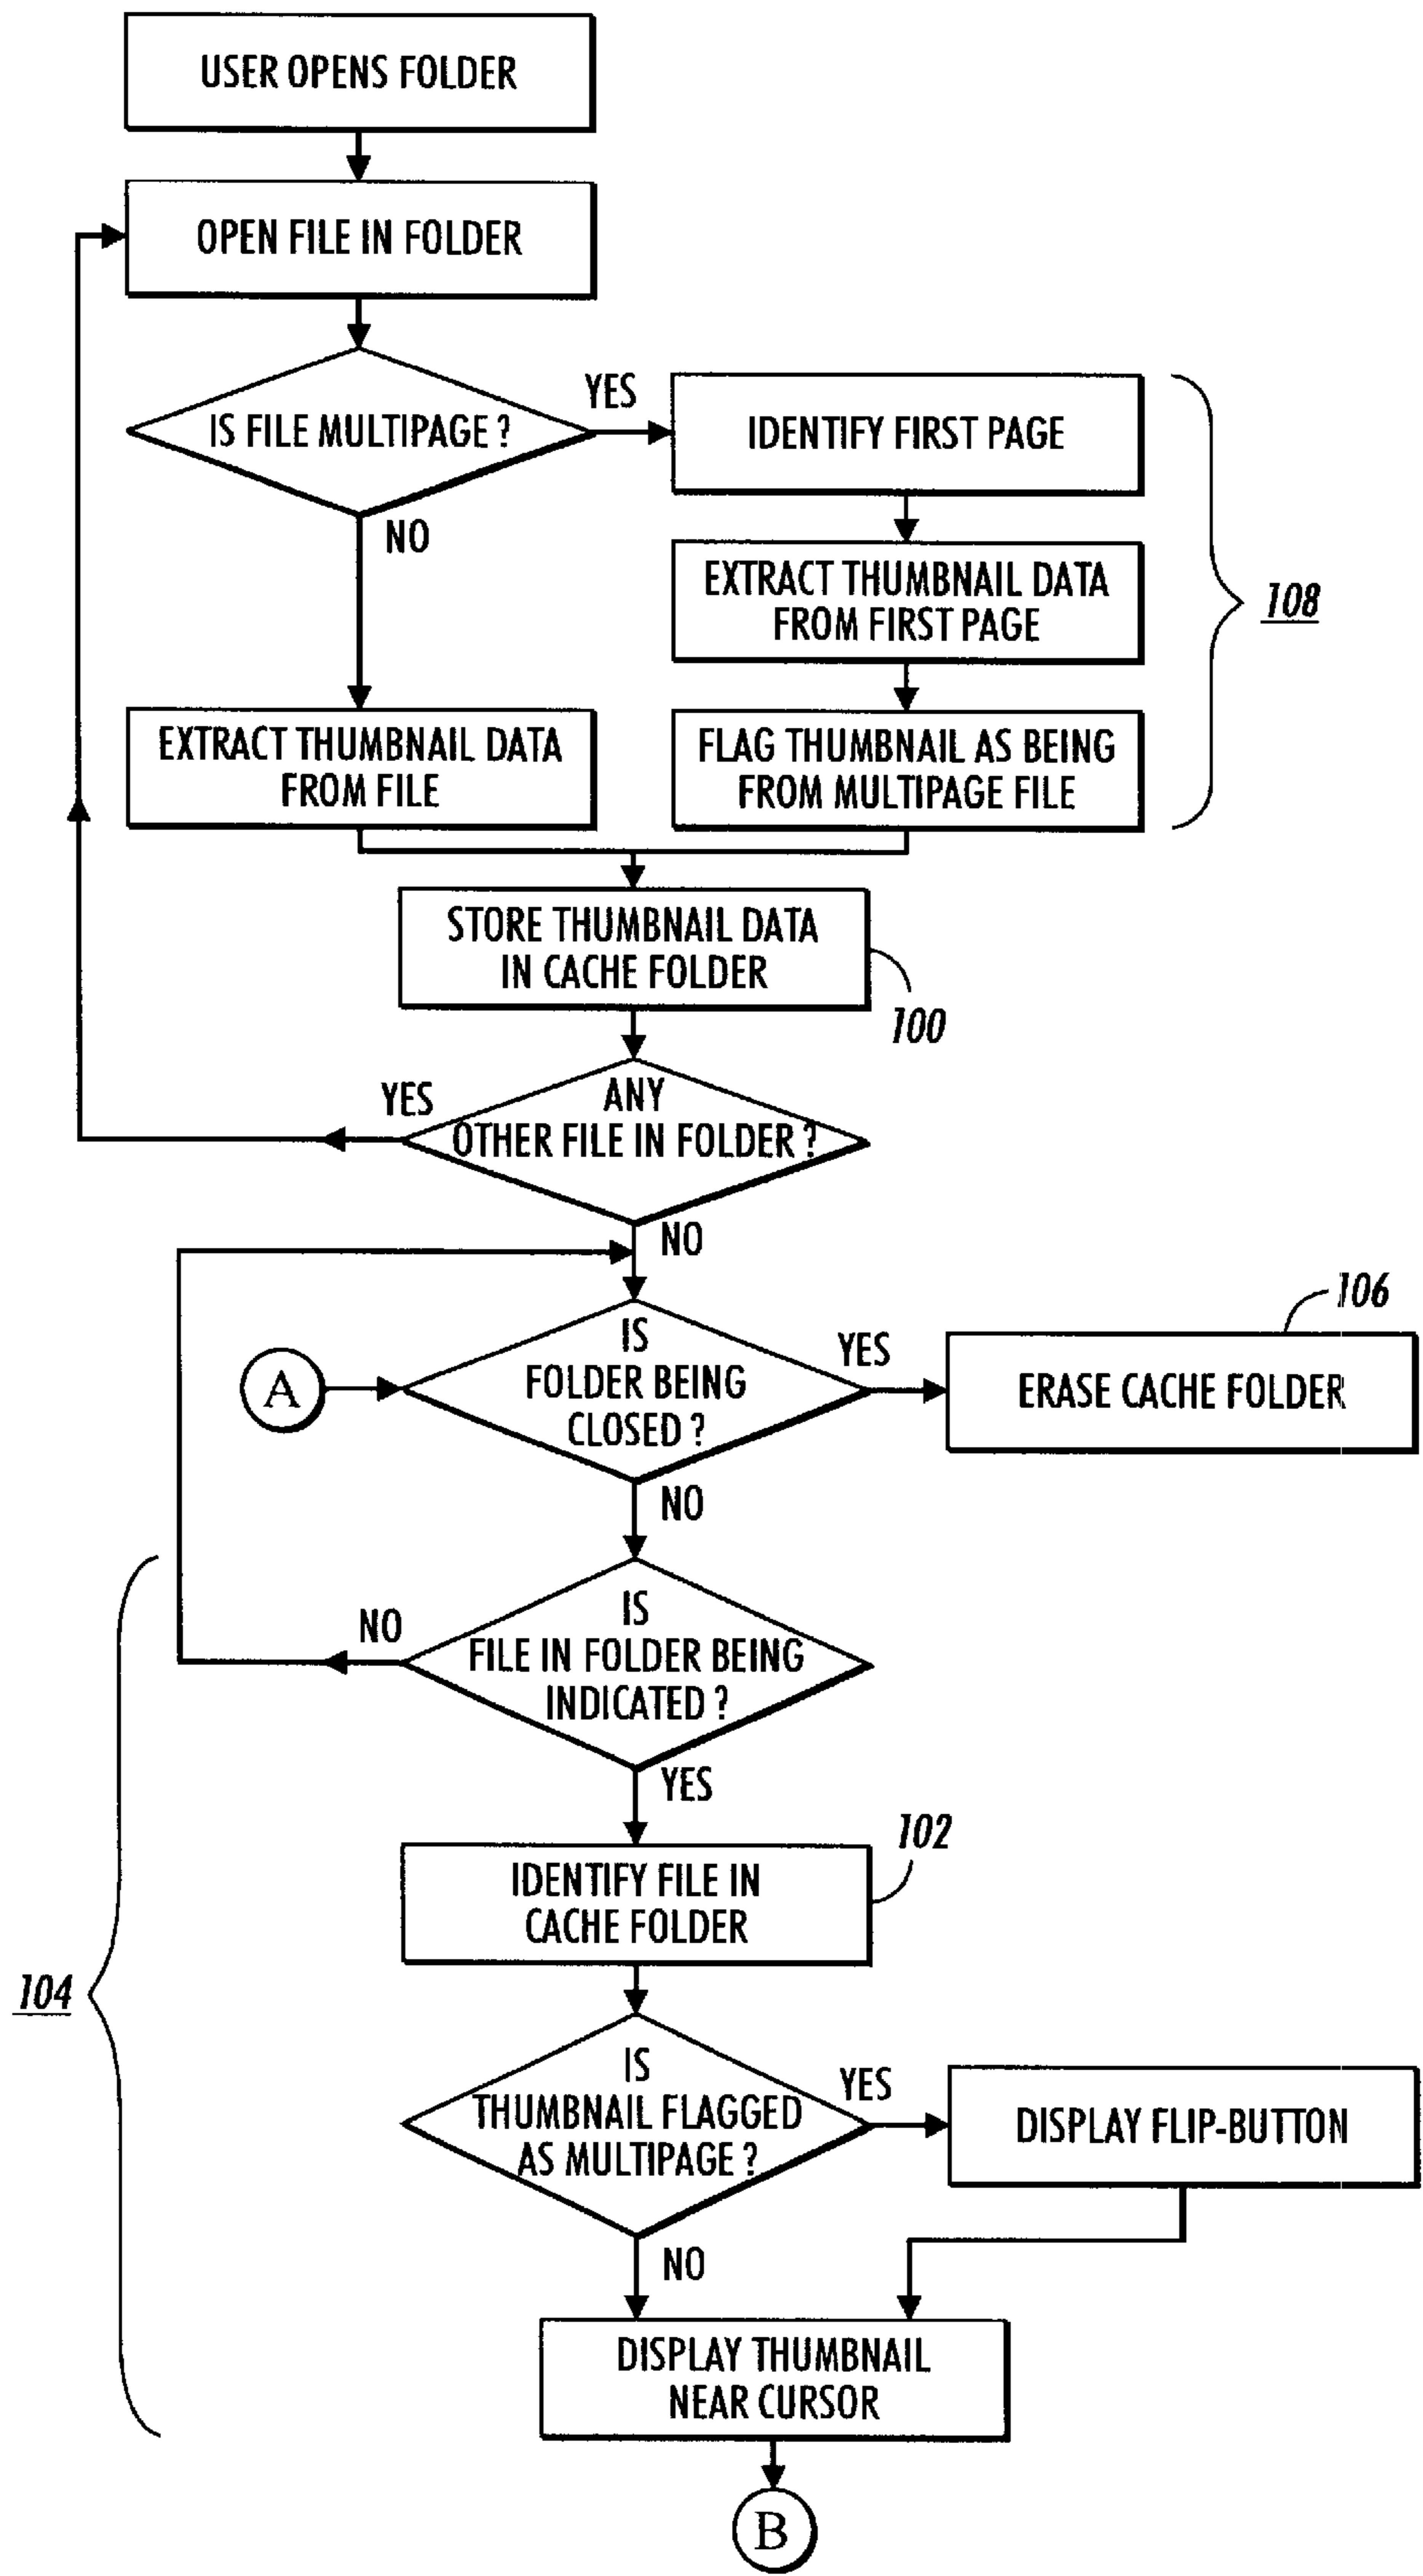 USER OPENS FOLDER
OPEN FILE IN FOLDER
IS FILE MULTIPAGE ?
YES
IDENTIFY FIRST PAGE
NO
EXTRACT THUMBNAIL DATA
FROM FIRST PAGE
108
EXTRACT THUMBNAIL DATA
FROM FILE
FLAG THUMBNAIL AS BEING
FROM MULTIPAGE FILE
STORE THUMBNAIL DATA
IN CACHE FOLDER
100
YES
ANY
OTHER FILE IN FOLDER ?
NO
106
A
IS
FOLDER BEING
CLOSED ?
YES
ERASE CACHE FOLDER
NO
NO
IS
FILE IN FOLDER BEING
INDICATED ?
YES
102
IDENTIFY FILE IN
CACHE FOLDER
104
IS
THUMBNAIL FLAGGED
AS MULTIPAGE ?
YES
DISPLAY FLIP-BUTTON
NO
DISPLAY THUMBNAIL
NEAR CURSOR
B